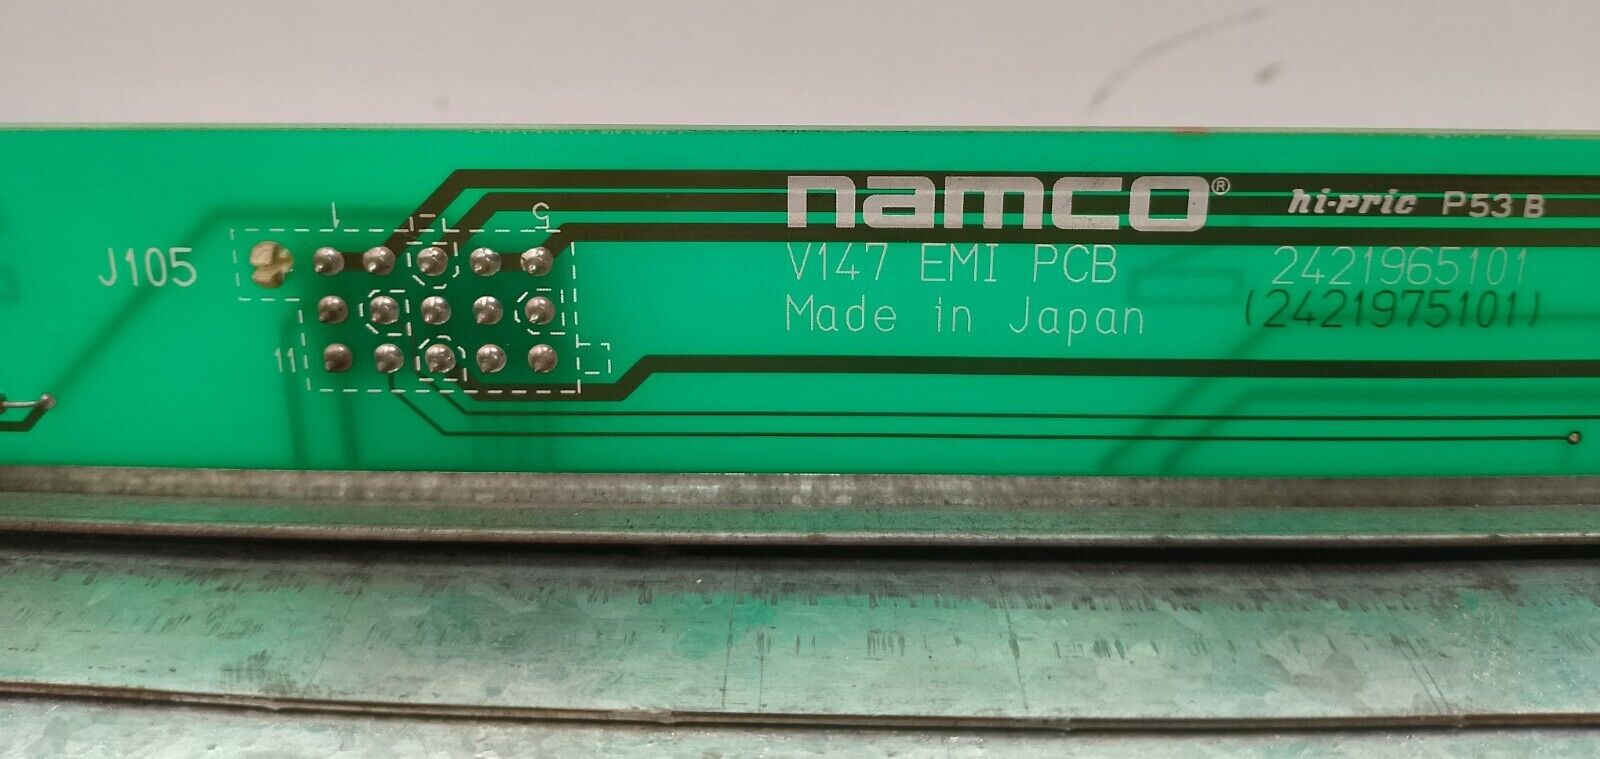 namco® hi-pric P53 B
1 5
J105
V147 EMI PCB 2421965101
Made in Japan (2421975101)
11